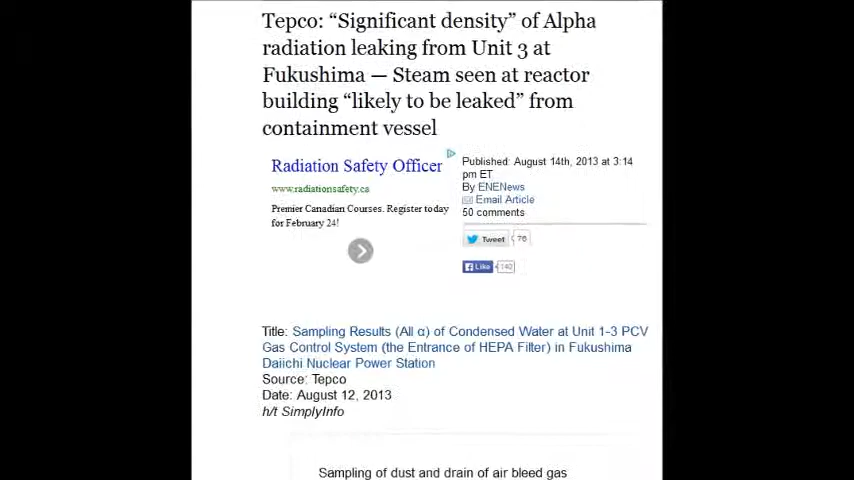 Tepco: “Significant density” of Alpha
radiation leaking from Unit 3 at
Fukushima — Steam seen at reactor
building “likely to be leaked” from
containment vessel
Radiation Safety Officer
www.radiationsafety.ca
Premier Canadian Courses. Register today
for February 24!
Published: August 14th, 2013 at 3:14
pm ET
By ENENews
Email Article
50 comments
Tweet 76
Like 140
Title: Sampling Results (All α) of Condensed Water at Unit 1-3 PCV
Gas Control System (the Entrance of HEPA Filter) in Fukushima
Daiichi Nuclear Power Station
Source: Tepco
Date: August 12, 2013
h/t SimplyInfo
Sampling of dust and drain of air bleed gas